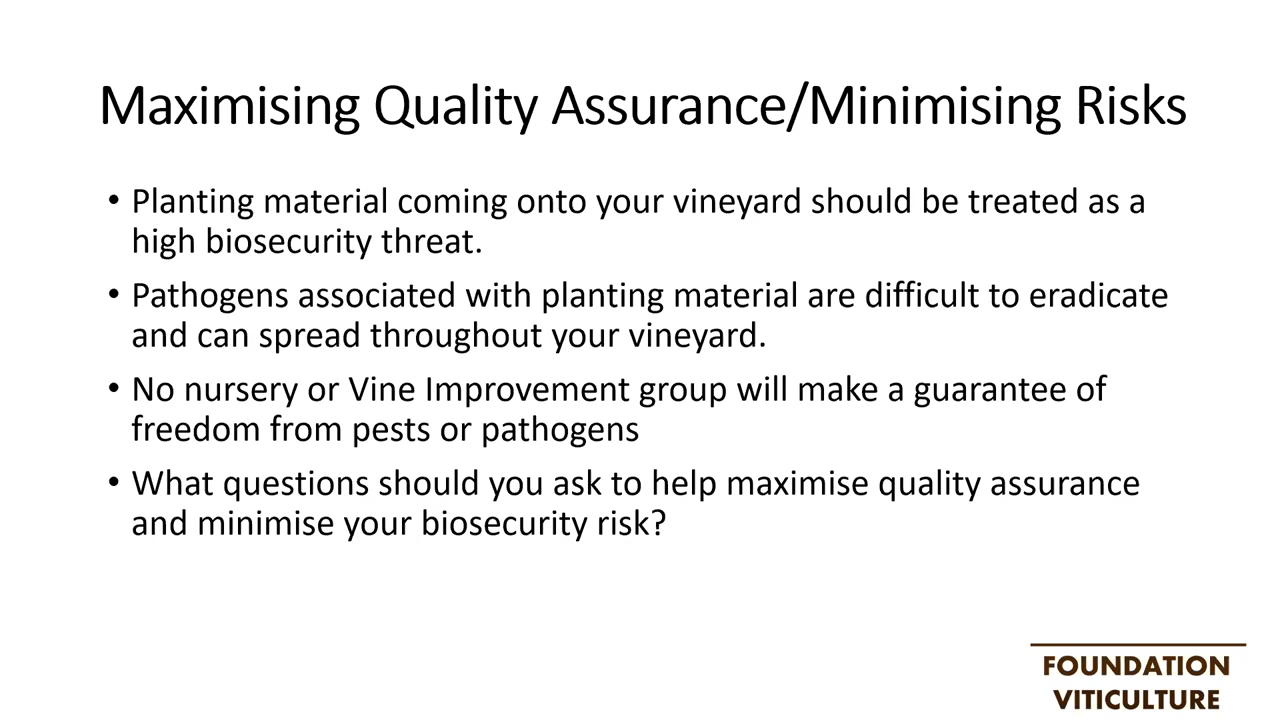 Maximising Quality Assurance/Minimising Risks
• Planting material coming onto your vineyard should be treated as a
high biosecurity threat.
• Pathogens associated with planting material are difficult to eradicate
and can spread throughout your vineyard.
• No nursery or Vine Improvement group will make a guarantee of
freedom from pests or pathogens
• What questions should you ask to help maximise quality assurance
and minimise your biosecurity risk?
FOUNDATION
VITICULTURE